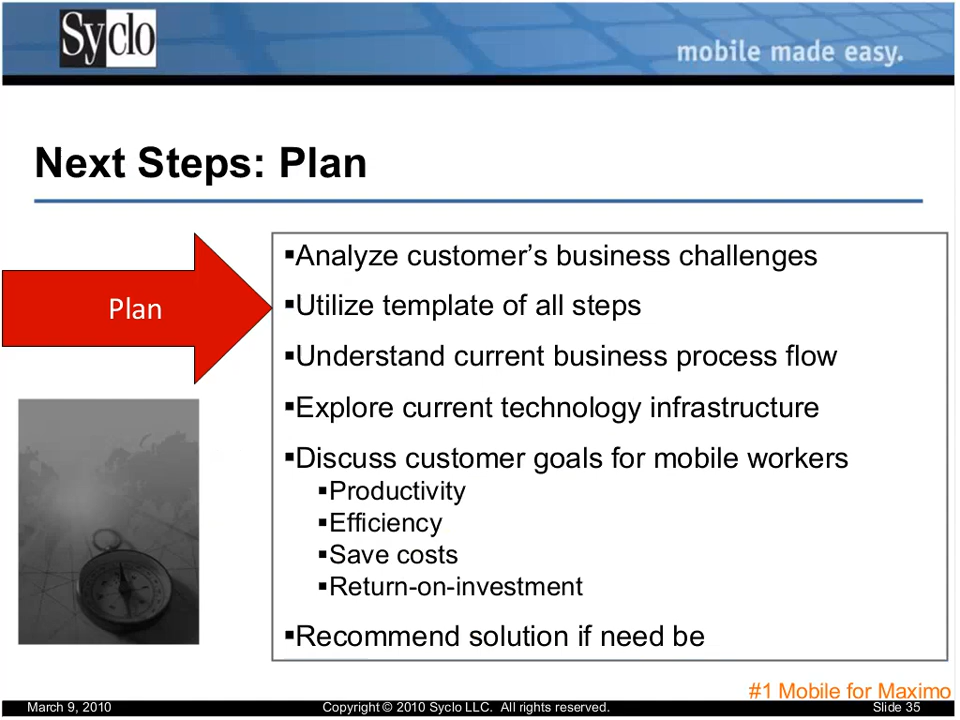 Syclo
mobile made easy.
Next Steps: Plan
Plan
▪Analyze customer’s business challenges
▪Utilize template of all steps
▪Understand current business process flow
▪Explore current technology infrastructure
▪Discuss customer goals for mobile workers
▪Productivity
▪Efficiency
▪Save costs
▪Return-on-investment
▪Recommend solution if need be
#1 Mobile for Maximo
March 9, 2010 Copyright © 2010 Syclo LLC. All rights reserved. Slide 35